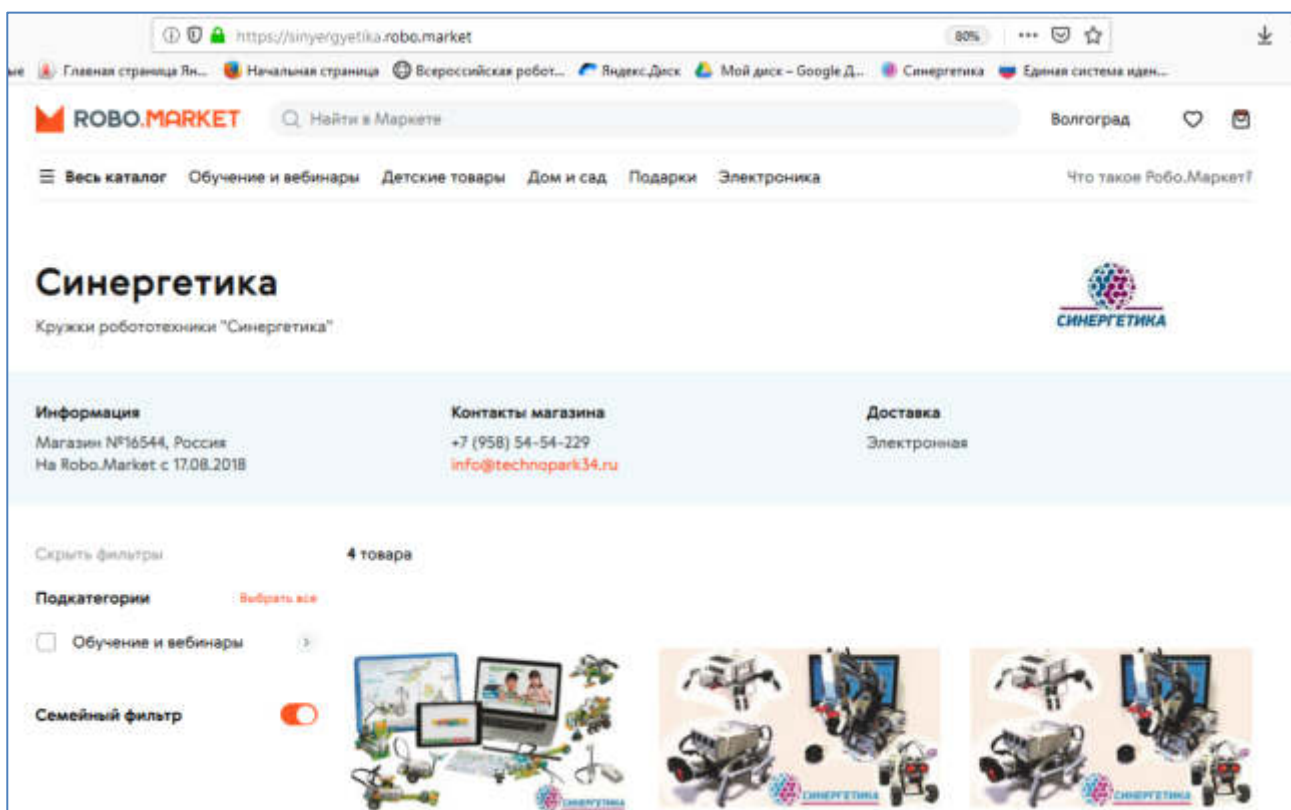 https://sinyergyetika.robo.market 80%
ые Главная страница Ян... Начальная страница Всероссийская робот... Яндекс.Диск Мой диск – Google Д... Синергетика Единая система иден...
ROBO.MARKET Найти в Маркете Волгоград
Весь каталог Обучение и вебинары Детские товары Дом и сад Подарки Электроника Что такое Робо.Маркет?
Синергетика
Кружки робототехники "Синергетика"
СИНЕРГЕТИКА
Информация Контакты магазина Доставка
Магазин №16544, Россия +7 (958) 54-54-229 Электронная
На Robo.Market с 17.08.2018 info@technopark34.ru
Скрыть фильтры 4 товара
Подкатегории Выбрать все
Обучение и вебинары
Семейный фильтр
СИНЕРГЕТИКА СИНЕРГЕТИКА СИНЕРГЕТИКА